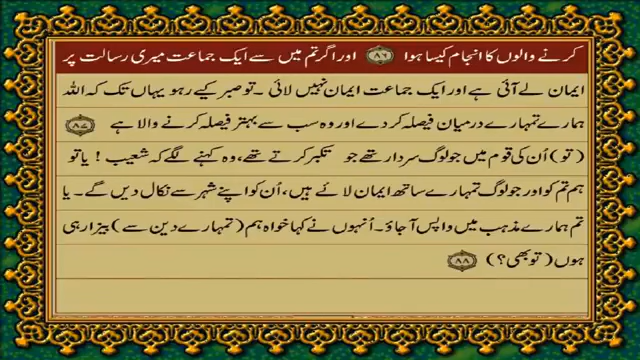 کرنے والوں کا انجام کیسا ہوا ﴿۸۶﴾ اور اگر تم میں سے ایک جماعت میری رسالت پر
ایمان لے آئی ہے اور ایک جماعت ایمان نہیں لائی ۔ تو صبر کیے رہو یہاں تک کہ اللہ
ہمارے تمہارے درمیان فیصلہ کر دے اور وہ سب سے بہتر فیصلہ کرنے والا ہے ﴿۸۷﴾
(تو) اُن کی قوم میں جو لوگ سردار تھے جو تکبر کرتے تھے، وہ کہنے لگے کہ شعیب ! یا تو
ہم تم کو اور جو لوگ تمہارے ساتھ ایمان لائے ہیں، اُن کو اپنے شہر سے نکال دیں گے ۔ یا
تم ہمارے مذہب میں واپس آ جاؤ ۔ اُنہوں نے کہا خواہ ہم (تمہارے دین سے) بیزار ہی
ہوں (تو بھی؟) ﴿۸۸﴾